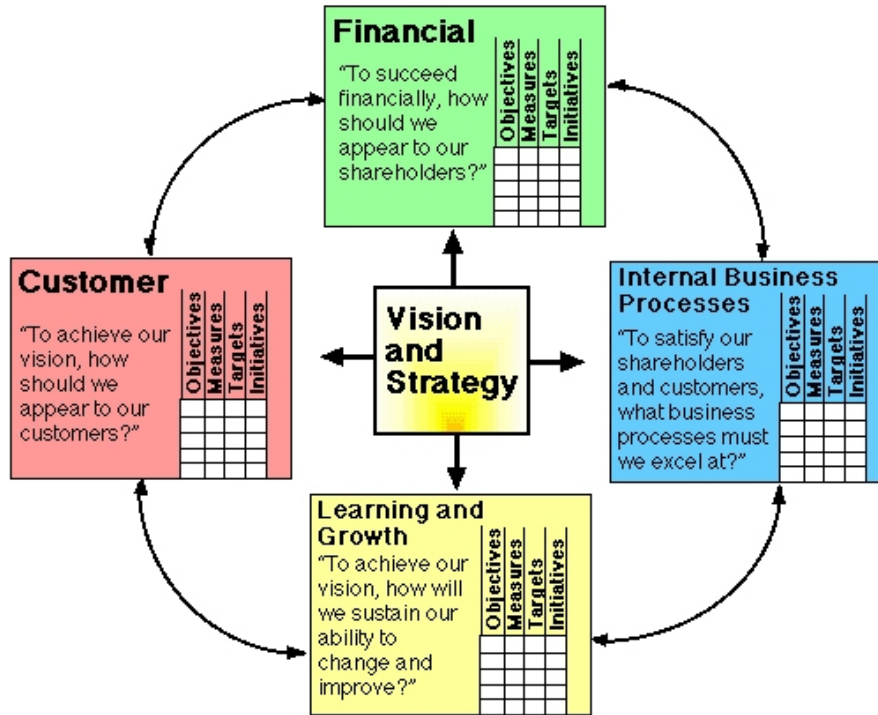 Financial
“To succeed
financially, how
should we
appear to our
shareholders?”
Objectives
Measures
Targets
Initiatives
Customer
“To achieve our
vision, how
should we
appear to our
customers?”
Objectives
Measures
Targets
Initiatives
Vision
and
Strategy
Internal Business
Processes
“To satisfy our
shareholders
and customers,
what business
processes must
we excel at?”
Objectives
Measures
Targets
Initiatives
Learning and
Growth
“To achieve our
vision, how will
we sustain our
ability to
change and
improve?”
Objectives
Measures
Targets
Initiatives